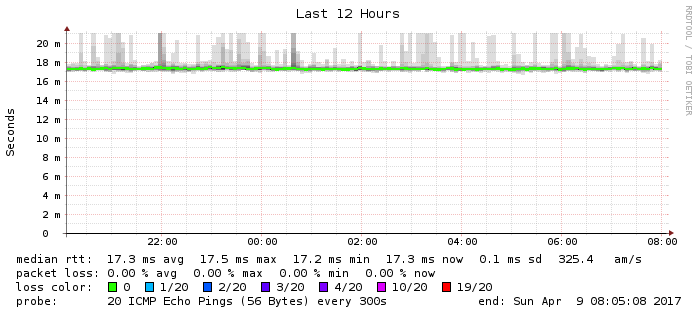 Last 12 Hours
RRDTOOL / TOBI OETIKER
Seconds
20 m
18 m
16 m
14 m
12 m
10 m
8 m
6 m
4 m
2 m
0
22:00 00:00 02:00 04:00 06:00 08:00
median rtt: 17.3 ms avg 17.5 ms max 17.2 ms min 17.3 ms now 0.1 ms sd 325.4 am/s
packet loss: 0.00 % avg 0.00 % max 0.00 % min 0.00 % now
loss color: 0 1/20 2/20 3/20 4/20 10/20 19/20
probe: 20 ICMP Echo Pings (56 Bytes) every 300s end: Sun Apr 9 08:05:08 2017